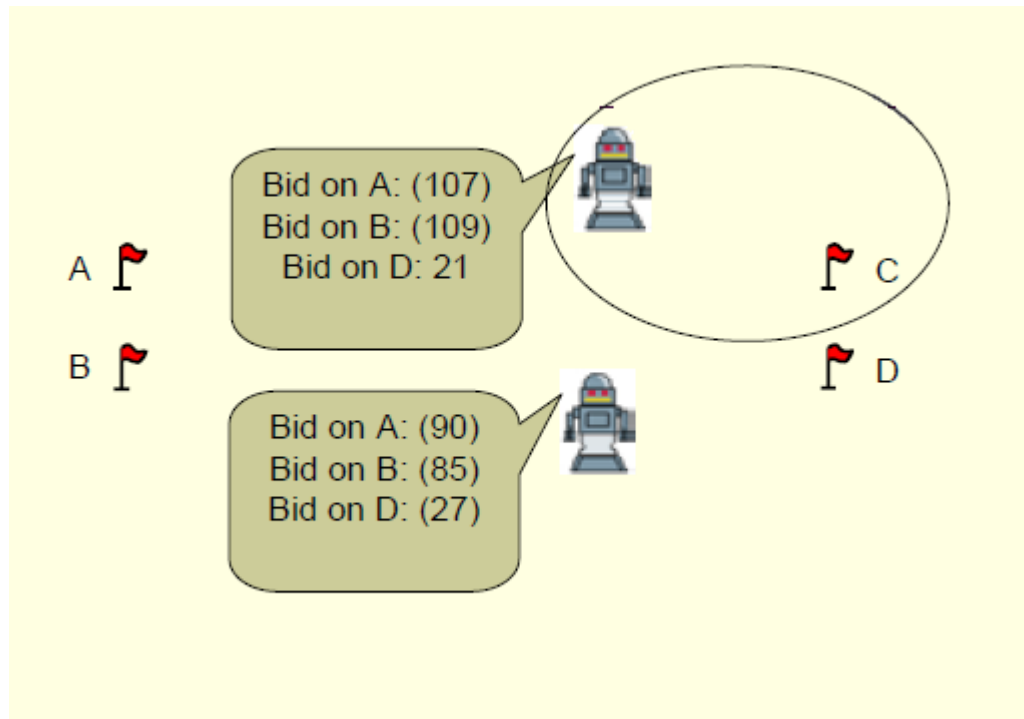 Bid on A: (107)
Bid on B: (109)
Bid on D: 21
A
C
B
D
Bid on A: (90)
Bid on B: (85)
Bid on D: (27)